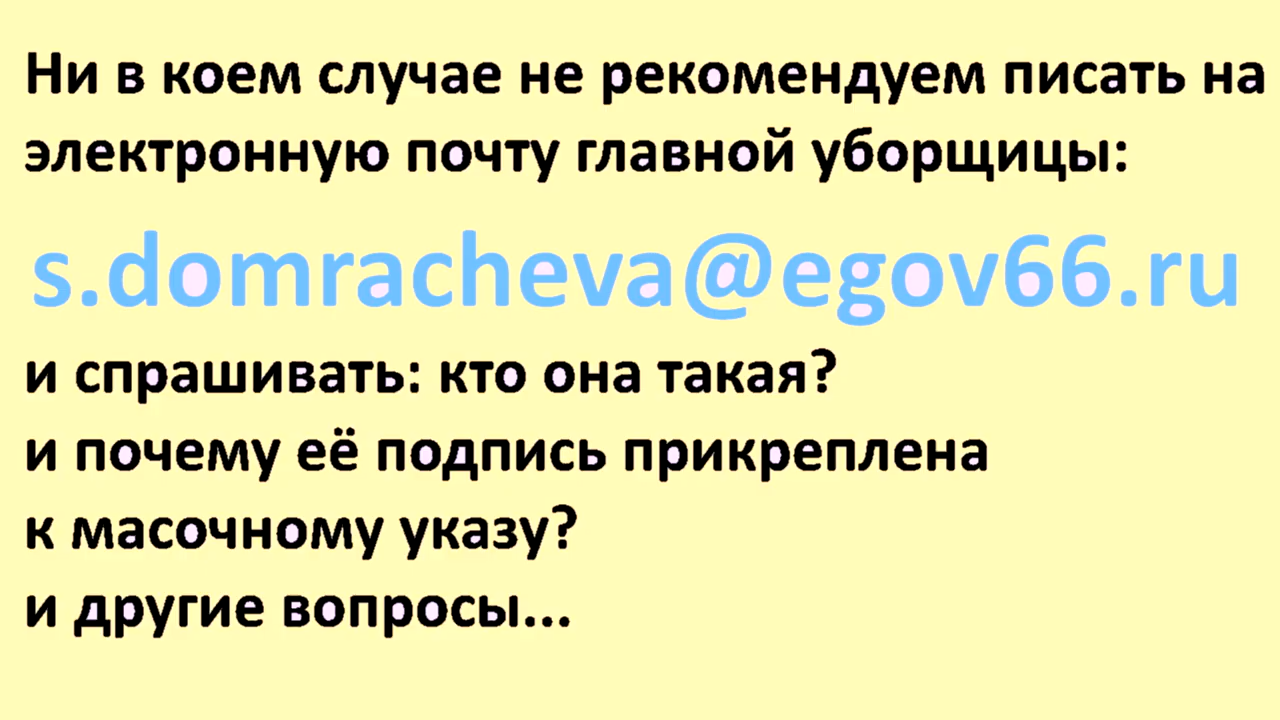 Ни в коем случае не рекомендуем писать на
электронную почту главной уборщицы:
s.domracheva@egov66.ru
и спрашивать: кто она такая?
и почему её подпись прикреплена
к масочному указу?
и другие вопросы...